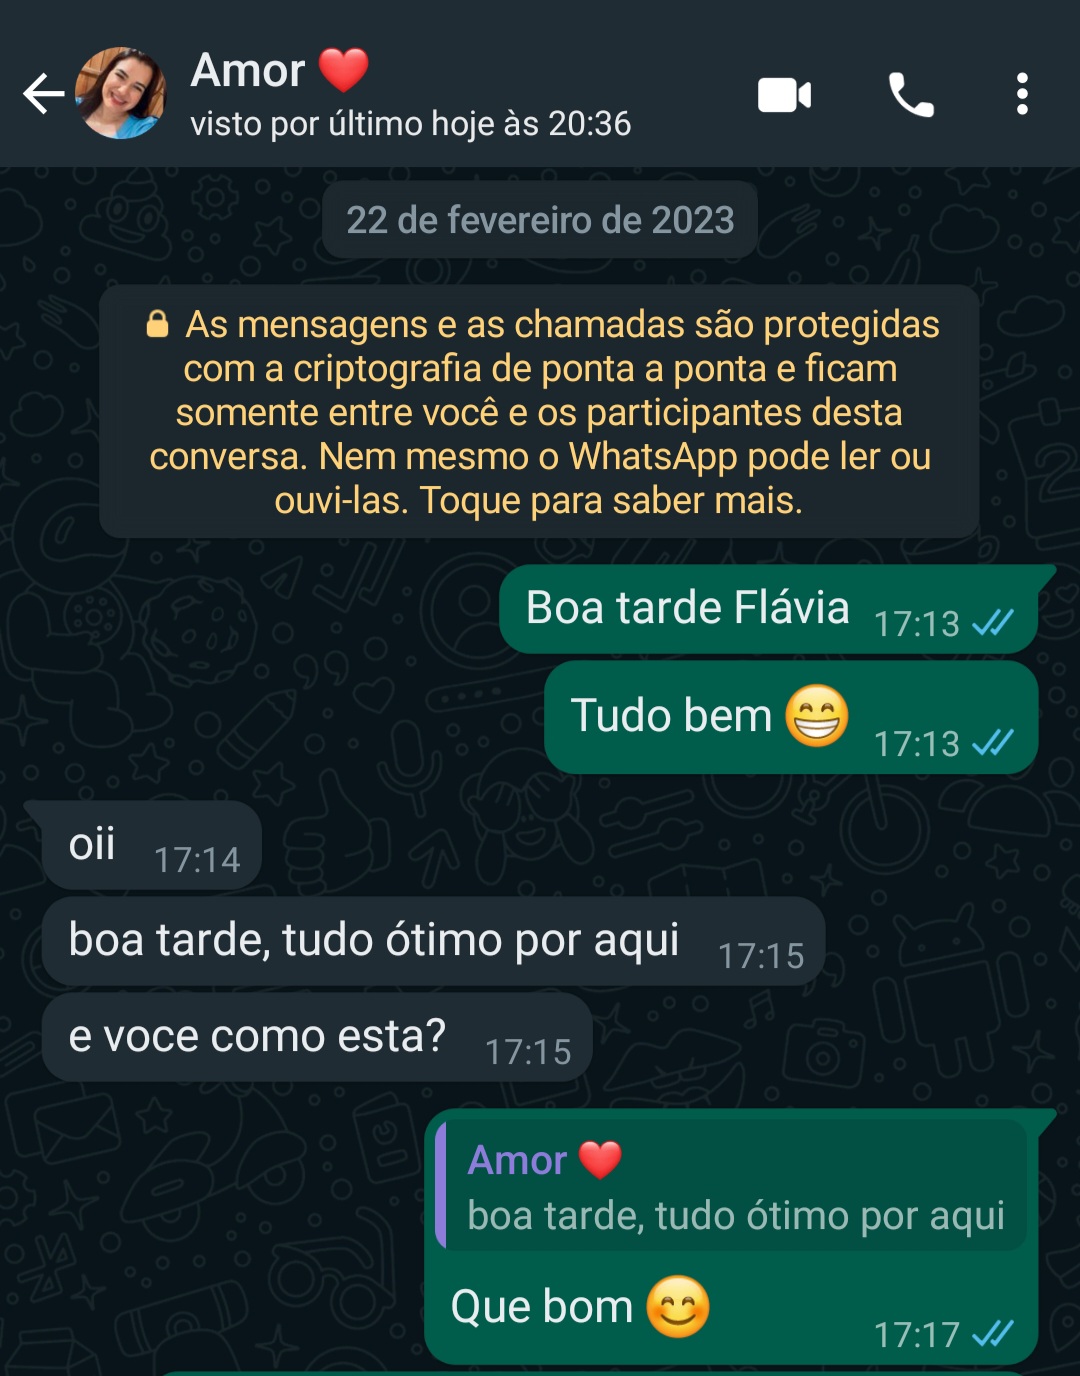 Amor ❤️
visto por último hoje às 20:36
22 de fevereiro de 2023
🔒 As mensagens e as chamadas são protegidas
com a criptografia de ponta a ponta e ficam
somente entre você e os participantes desta
conversa. Nem mesmo o WhatsApp pode ler ou
ouvi-las. Toque para saber mais.
Boa tarde Flávia 17:13
Tudo bem 😁 17:13
oii 17:14
boa tarde, tudo ótimo por aqui 17:15
e voce como esta? 17:15
Amor ❤️
boa tarde, tudo ótimo por aqui
Que bom 😊 17:17